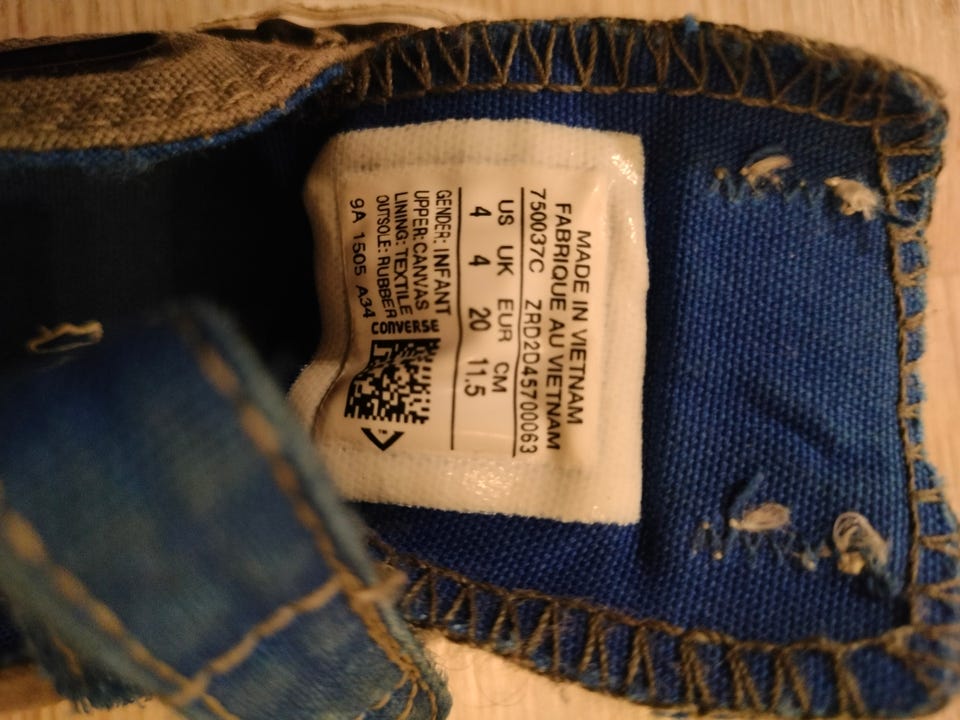 MADE IN VIETNAM
FABRIQUE AU VIETNAM
750037C ZRD2D45700063
US UK EUR CM
4 4 20 11.5
GENDER: INFANT
UPPER: CANVAS
LINING: TEXTILE
OUTSOLE: RUBBER
9A 1505 A34
CONVERSE